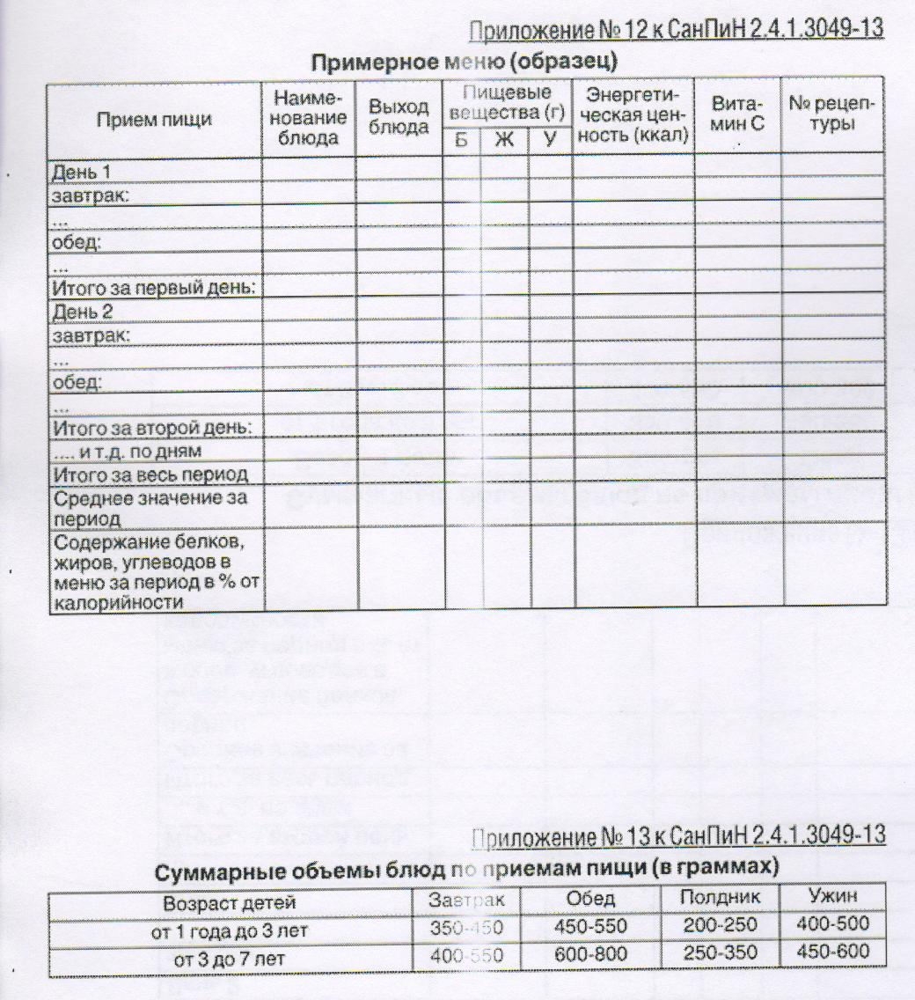 Приложение № 12 к СанПиН 2.4.1.3049-13
Примерное меню (образец)
Прием пищи
Наиме-
нование
блюда
Выход
блюда
Пищевые
вещества (г)
Б Ж У
Энергети-
ческая цен-
ность (ккал)
Вита-
мин С
№ рецеп-
туры
День 1
завтрак:
...
обед:
...
Итого за первый день:
День 2
завтрак:
...
обед:
...
Итого за второй день:
.... и т.д. по дням
Итого за весь период
Среднее значение за
период
Содержание белков,
жиров, углеводов в
меню за период в % от
калорийности
Приложение № 13 к СанПиН 2.4.1.3049-13
Суммарные объемы блюд по приемам пищи (в граммах)
Возраст детей Завтрак Обед Полдник Ужин
от 1 года до 3 лет 350-450 450-550 200-250 400-500
от 3 до 7 лет 400-550 600-800 250-350 450-600